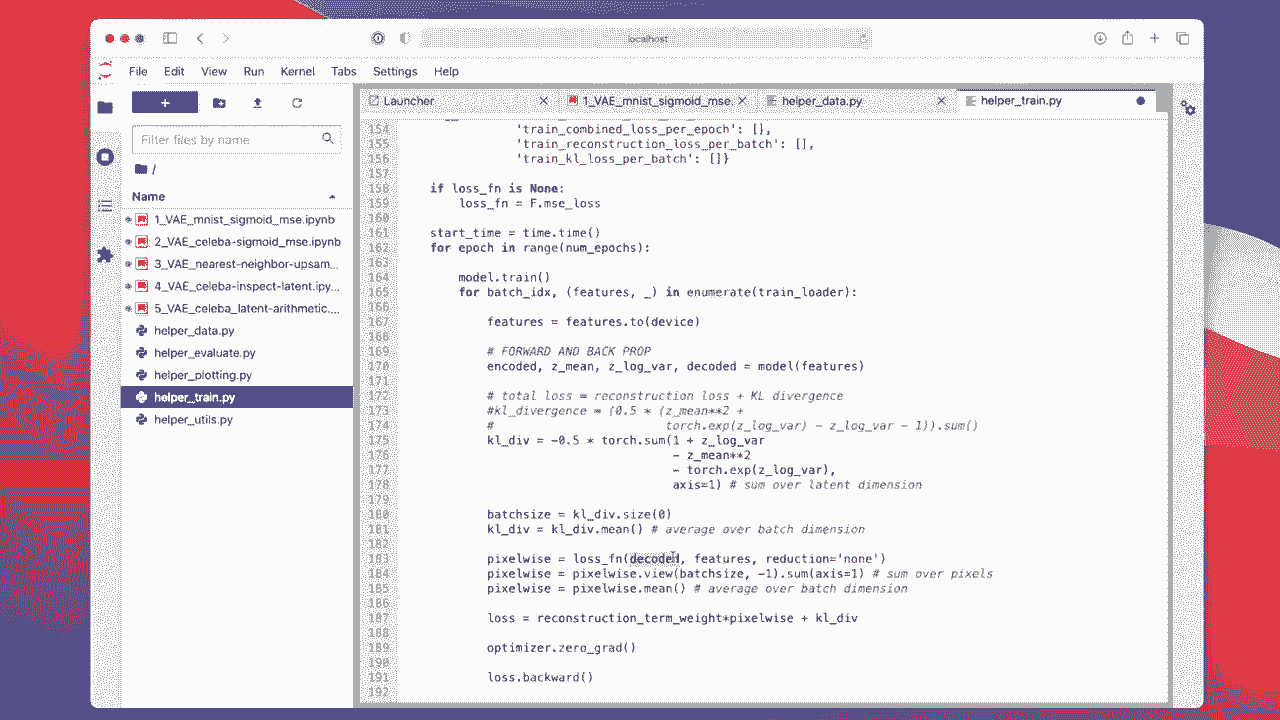 localhost
File Edit View Run Kernel Tabs Settings Help
Launcher 1_VAE_mnist_sigmoid_mse. helper_data.py helper_train.py
+
Filter files by name
/
Name
1_VAE_mnist_sigmoid_mse.ipynb
2_VAE_celeba-sigmoid_mse.ipynb
3_VAE_nearest-neighbor-upsam...
4_VAE_celeba-inspect-latent.ipy...
5_VAE_celeba_latent-arithmetic....
helper_data.py
helper_evaluate.py
helper_plotting.py
helper_train.py
helper_utils.py
154 'train_combined_loss_per_epoch': [],
155 'train_reconstruction_loss_per_batch': [],
156 'train_kl_loss_per_batch': []}
157
158 if loss_fn is None:
159 loss_fn = F.mse_loss
160
161 start_time = time.time()
162 for epoch in range(num_epochs):
163
164 model.train()
165 for batch_idx, (features, _) in enumerate(train_loader):
166
167 features = features.to(device)
168
169 # FORWARD AND BACK PROP
170 encoded, z_mean, z_log_var, decoded = model(features)
171
172 # total loss = reconstruction loss + KL divergence
173 #kl_divergence = (0.5 * (z_mean**2 +
174 # torch.exp(z_log_var) - z_log_var - 1)).sum()
175 kl_div = -0.5 * torch.sum(1 + z_log_var
176 - z_mean**2
177 - torch.exp(z_log_var),
178 axis=1) # sum over latent dimension
179
180 batchsize = kl_div.size(0)
181 kl_div = kl_div.mean() # average over batch dimension
182
183 pixelwise = loss_fn(decoded, features, reduction='none')
184 pixelwise = pixelwise.view(batchsize, -1).sum(axis=1) # sum over pixels
185 pixelwise = pixelwise.mean() # average over batch dimension
186
187 loss = reconstruction_term_weight*pixelwise + kl_div
188
189 optimizer.zero_grad()
190
191 loss.backward()
192